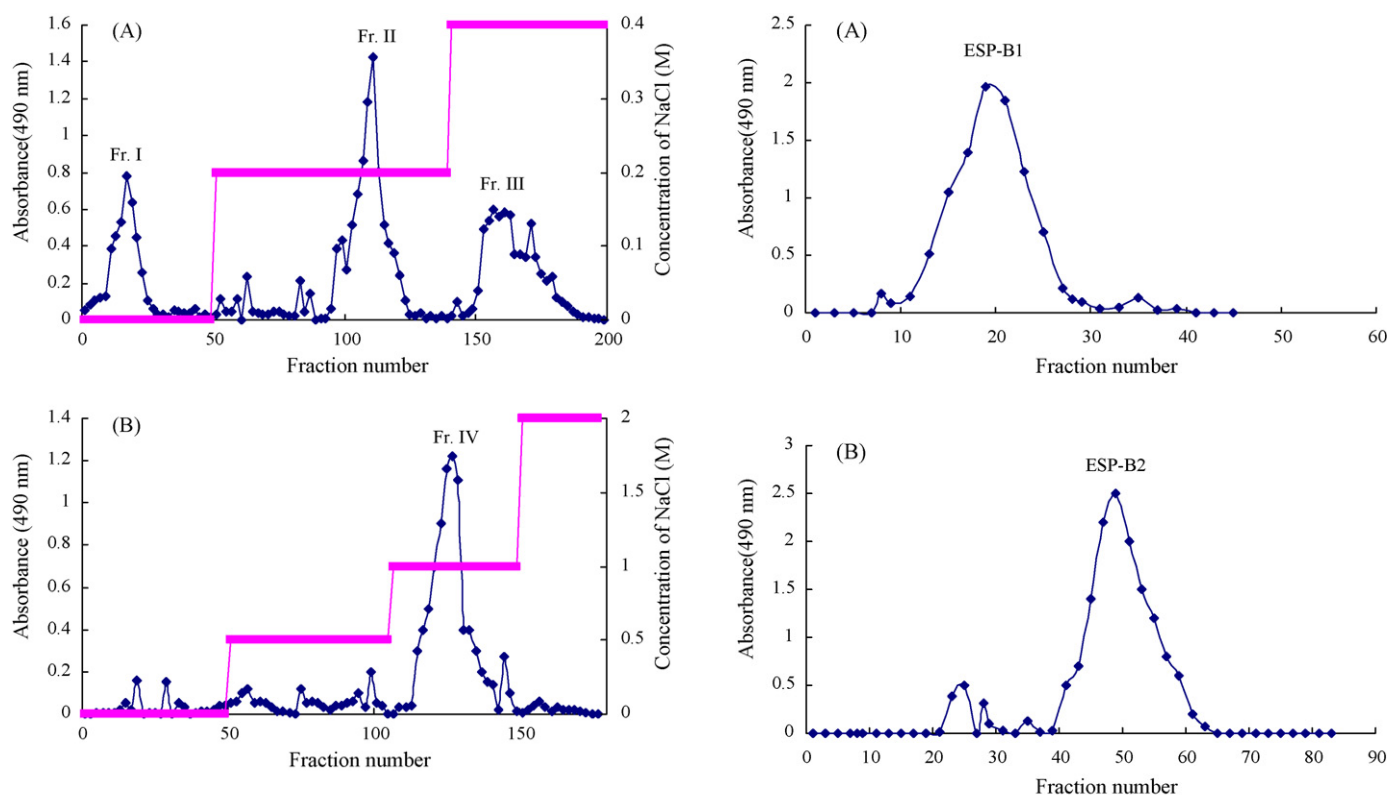 (A)
Fr. I
Fr. II
Fr. III
1.6
1.4
1.2
1
0.8
0.6
0.4
0.2
0
Absorbance(490 nm)
0.4
0.3
0.2
0.1
0
Concentration of NaCl (M)
0 50 100 150 200
Fraction number
(A)
ESP-B1
2.5
2
1.5
1
0.5
0
Absorbance(490 nm)
0 10 20 30 40 50 60
Fraction number
(B)
Fr. IV
1.4
1.2
1
0.8
0.6
0.4
0.2
0
Absorbance (490 nm)
2
1.5
1
0.5
0
Concentration of NaCl (M)
0 50 100 150
Fraction number
(B)
ESP-B2
3
2.5
2
1.5
1
0.5
0
Absorbance(490 nm)
0 10 20 30 40 50 60 70 80 90
Fraction number